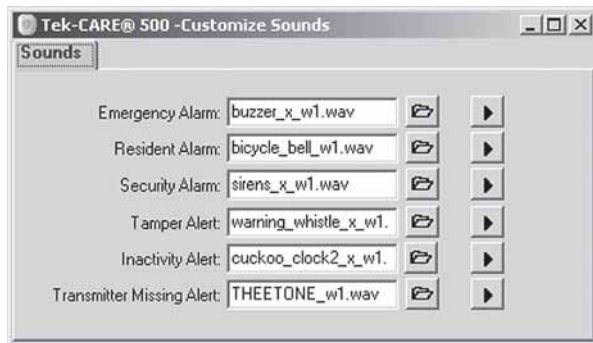 Tek-CARE® 500 -Customize Sounds
Sounds
Emergency Alarm: buzzer_x_w1.wav
Resident Alarm: bicycle_bell_w1.wav
Security Alarm: sirens_x_w1.wav
Tamper Alert: warning_whistle_x_w1.
Inactivity Alert: cuckoo_clock2_x_w1.
Transmitter Missing Alert: THEETONE_w1.wav